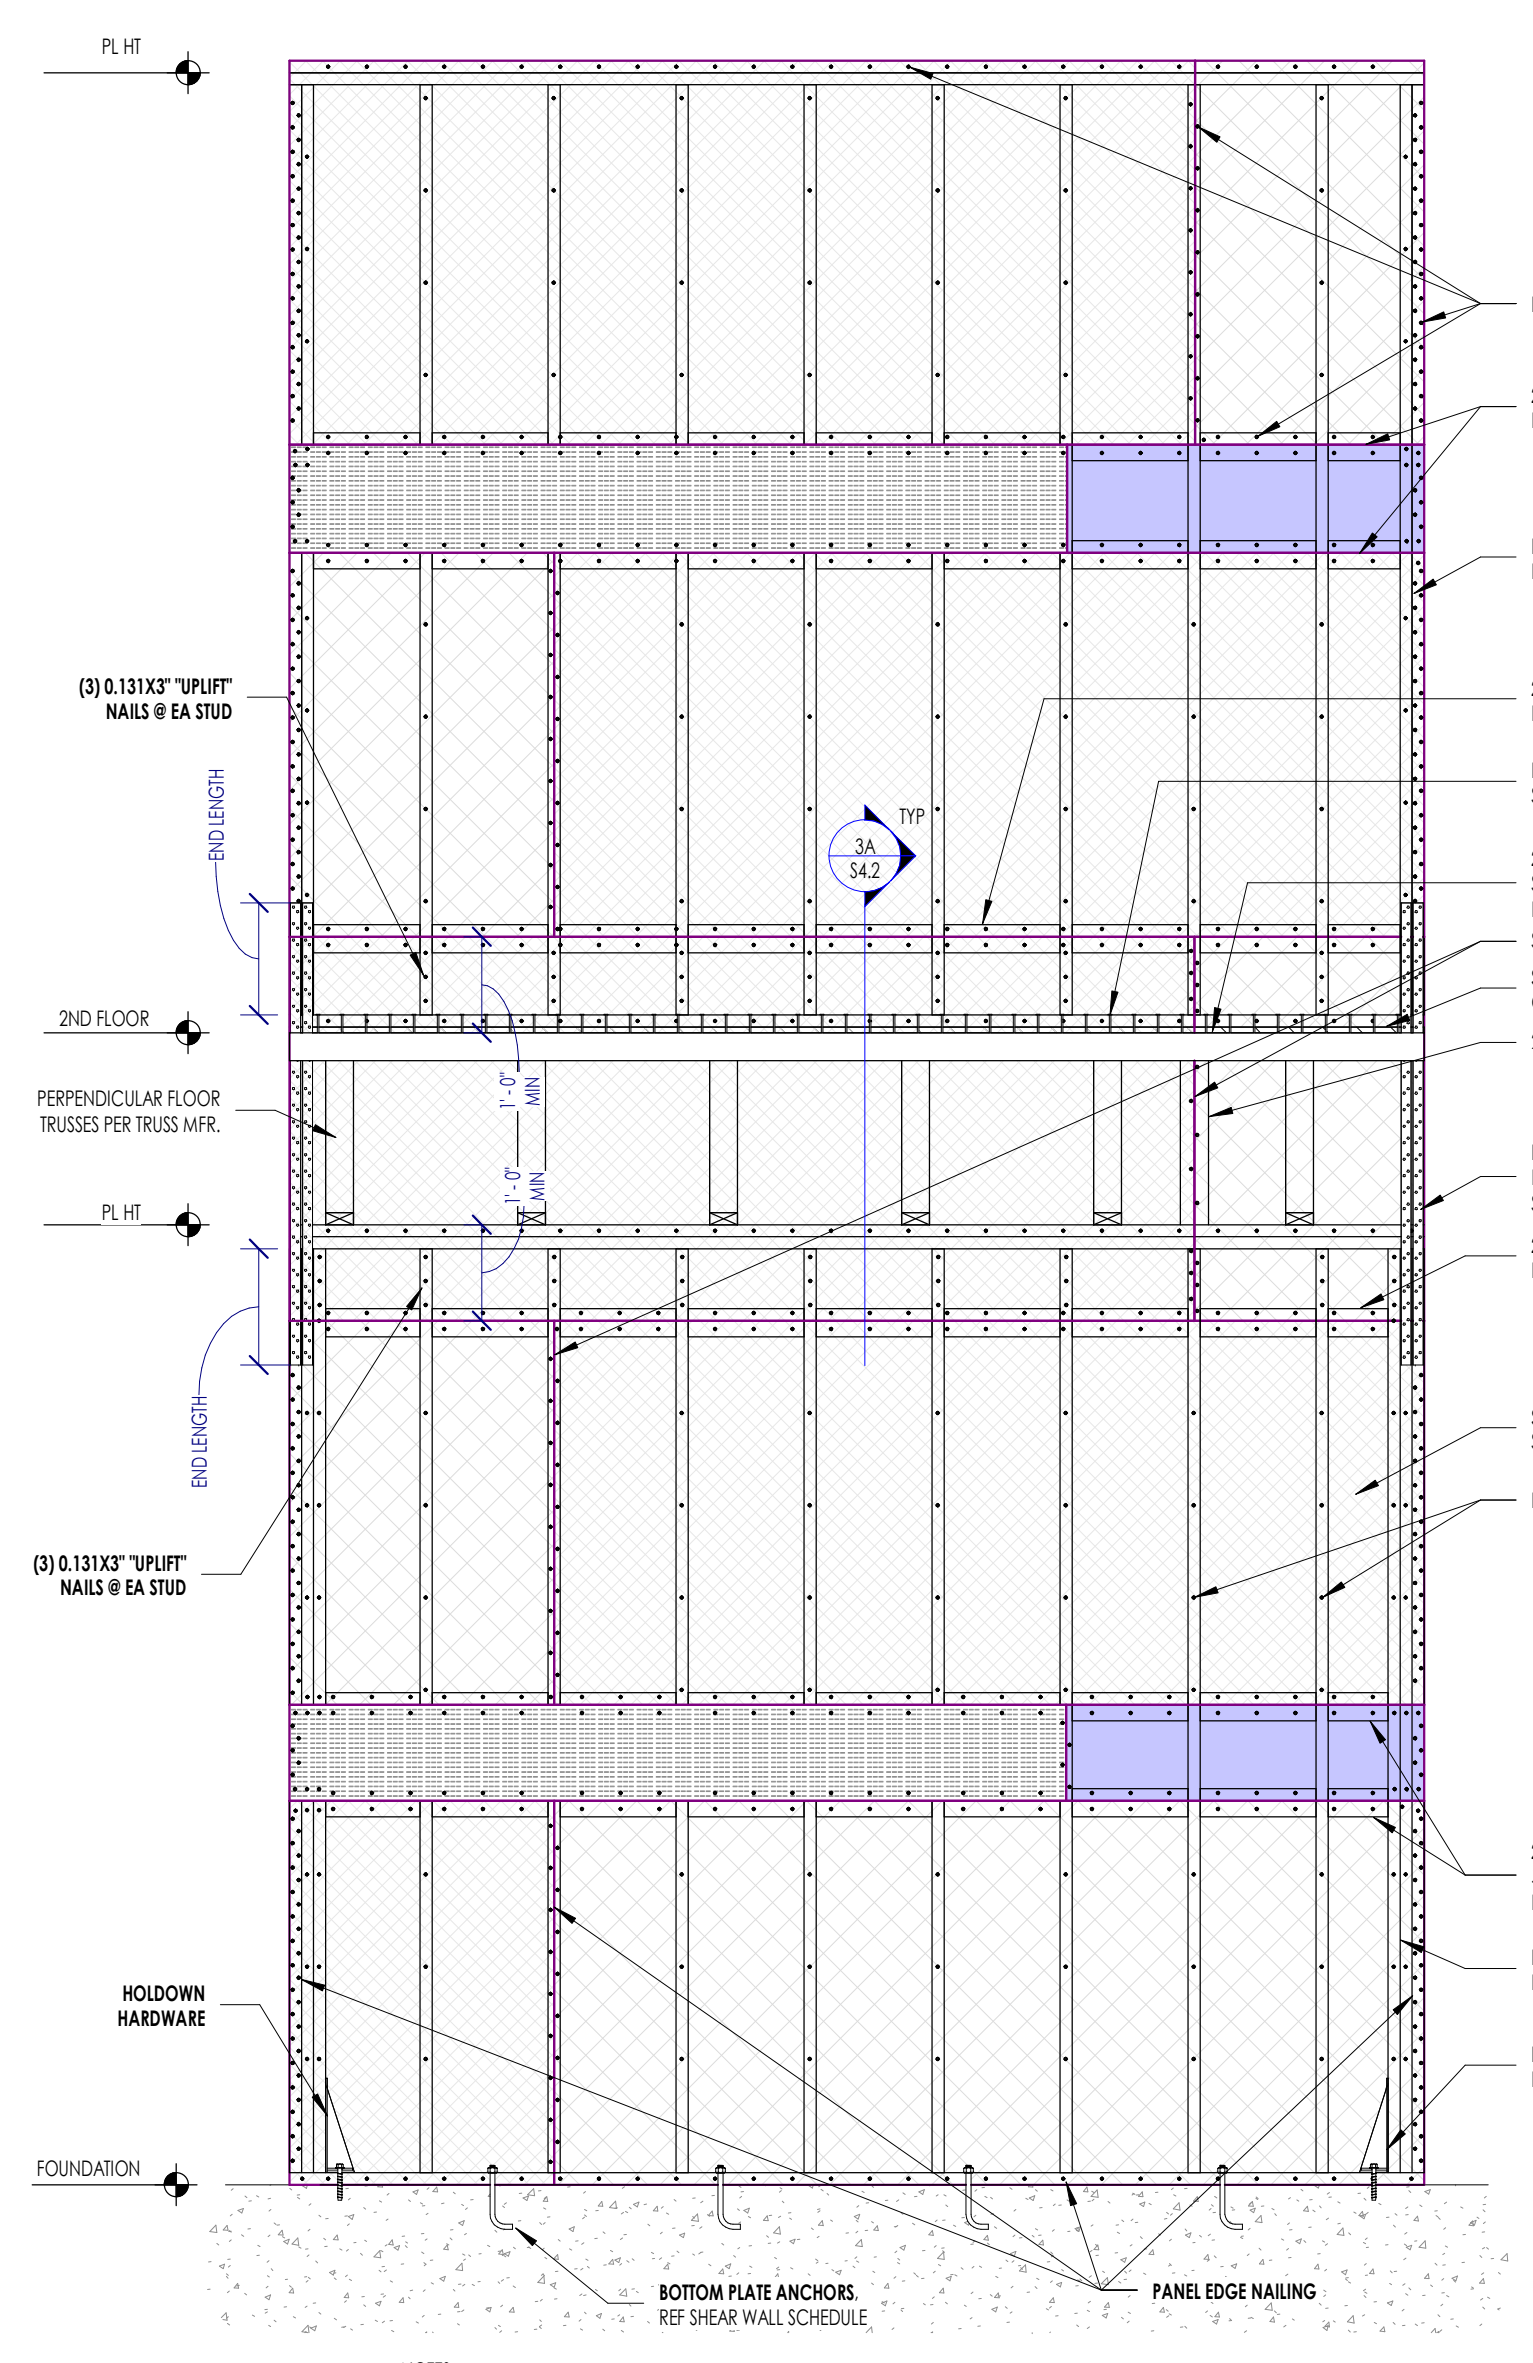 PL HT
(3) 0.131X3" "UPLIFT"
NAILS @ EA STUD
END LENGTH
TYP
3A
S4.2
2ND FLOOR
1' - 0"
MIN
PERPENDICULAR FLOOR
TRUSSES PER TRUSS MFR.
1' - 0"
MIN
PL HT
END LENGTH
(3) 0.131X3" "UPLIFT"
NAILS @ EA STUD
HOLDOWN
HARDWARE
FOUNDATION
BOTTOM PLATE ANCHORS,
REF SHEAR WALL SCHEDULE
PANEL EDGE NAILING